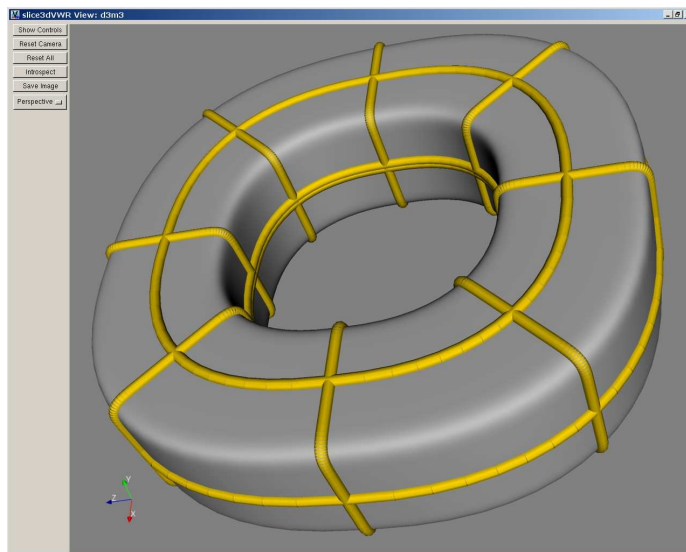 slice3dVWR View: d3m3
Show Controls
Reset Camera
Reset All
Introspect
Save Image
Perspective
Y
Z
X